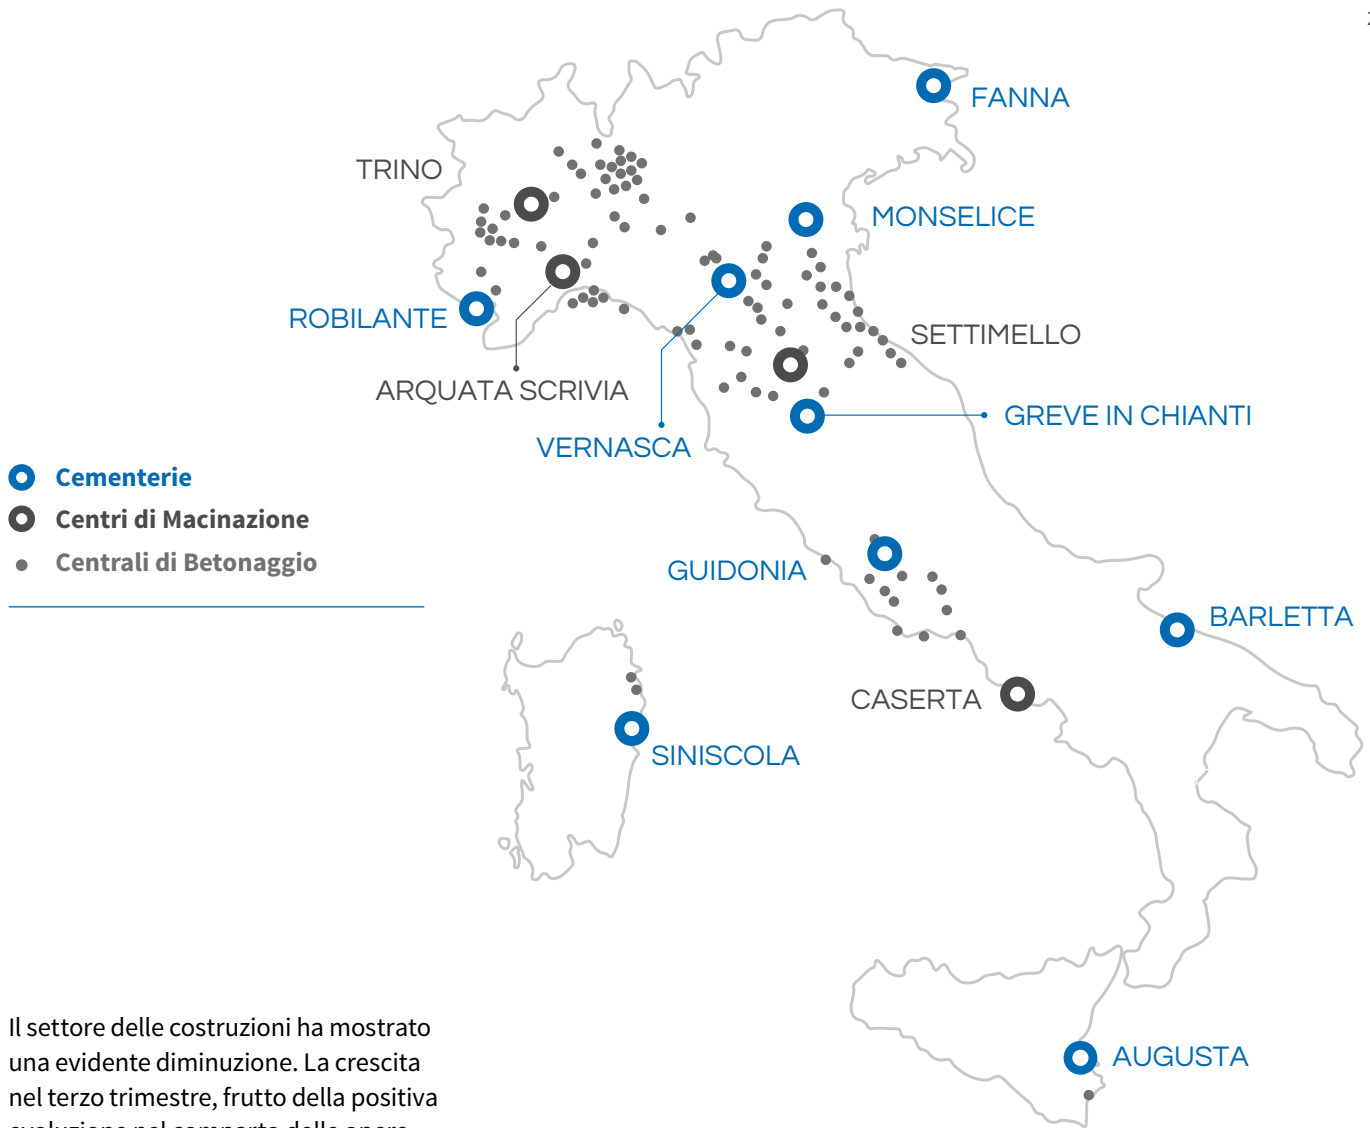 FANNA
TRINO
MONSELICE
ROBILANTE
SETTIMELLO
ARQUATA SCRIVIA
GREVE IN CHIANTI
VERNASCA
Cementerie
Centri di Macinazione
Centrali di Betonaggio
GUIDONIA
BARLETTA
CASERTA
SINISCOLA
Il settore delle costruzioni ha mostrato
una evidente diminuzione. La crescita
nel terzo trimestre, frutto della positiva
AUGUSTA